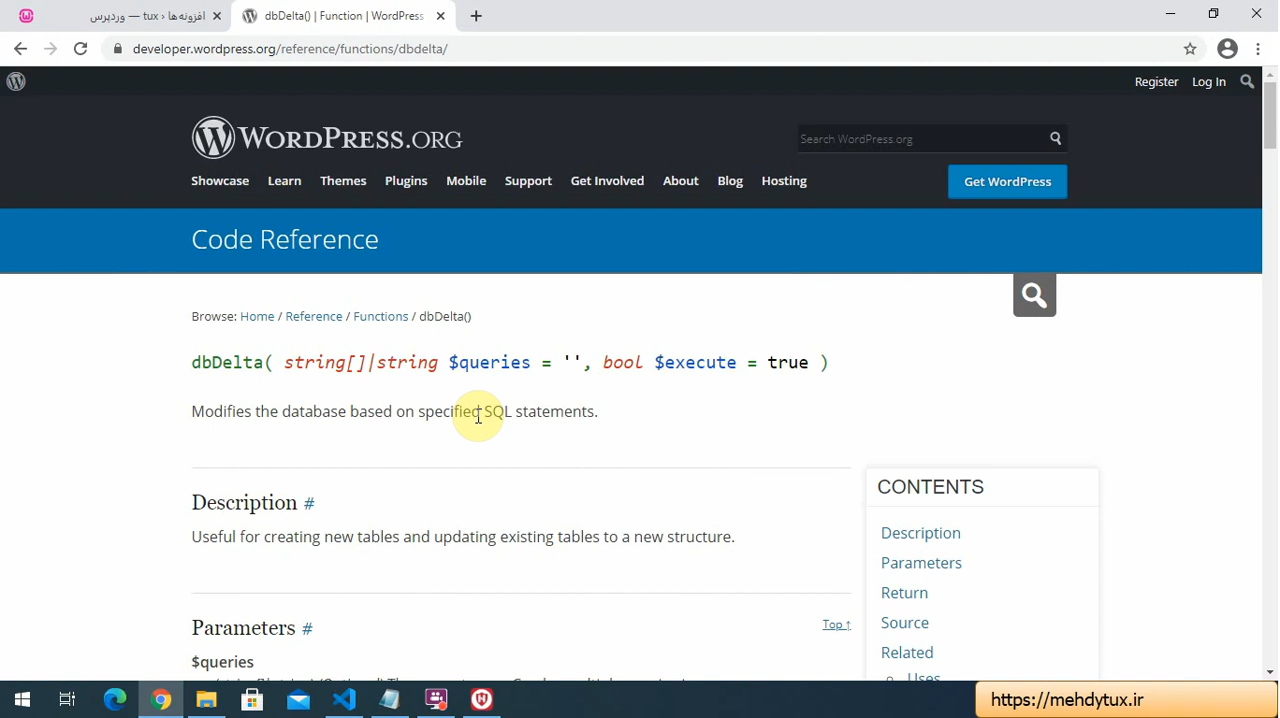 افزونه‌ها ‹ tux — وردپرس
dbDelta() | Function | WordPress
developer.wordpress.org/reference/functions/dbdelta/
Register Log In
WORDPRESS.ORG
Search WordPress.org
Showcase Learn Themes Plugins Mobile Support Get Involved About Blog Hosting
Get WordPress
Code Reference
Browse: Home / Reference / Functions / dbDelta()
dbDelta( string[]|string $queries = '', bool $execute = true )
Modifies the database based on specified SQL statements.
Description #
Useful for creating new tables and updating existing tables to a new structure.
Parameters #
Top ↑
$queries
CONTENTS
Description
Parameters
Return
Source
Related
Uses
https://mehdytux.ir